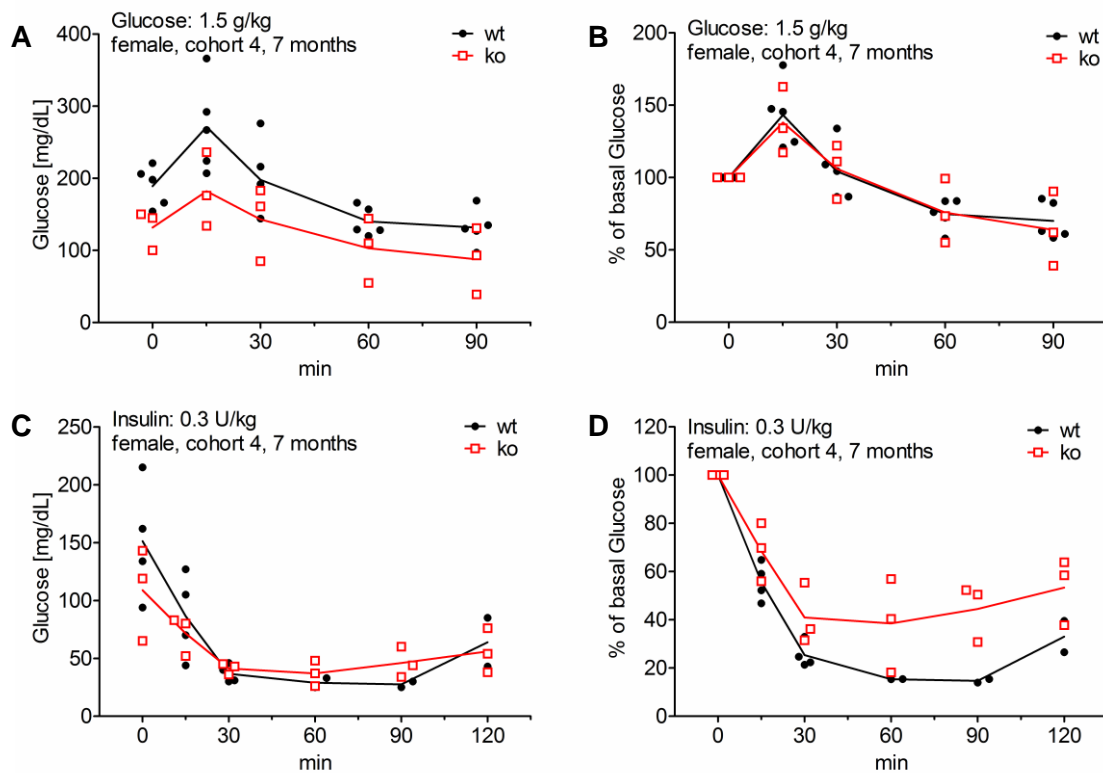 A
Glucose: 1.5 g/kg
female, cohort 4, 7 months
wt
ko
Glucose [mg/dL]
400
300
200
100
0
0 30 60 90
min
B
Glucose: 1.5 g/kg
female, cohort 4, 7 months
wt
ko
% of basal Glucose
200
150
100
50
0
0 30 60 90
min
C
Insulin: 0.3 U/kg
female, cohort 4, 7 months
wt
ko
Glucose [mg/dL]
250
200
150
100
50
0
0 30 60 90 120
min
D
Insulin: 0.3 U/kg
female, cohort 4, 7 months
wt
ko
% of basal Glucose
120
100
80
60
40
20
0
0 30 60 90 120
min